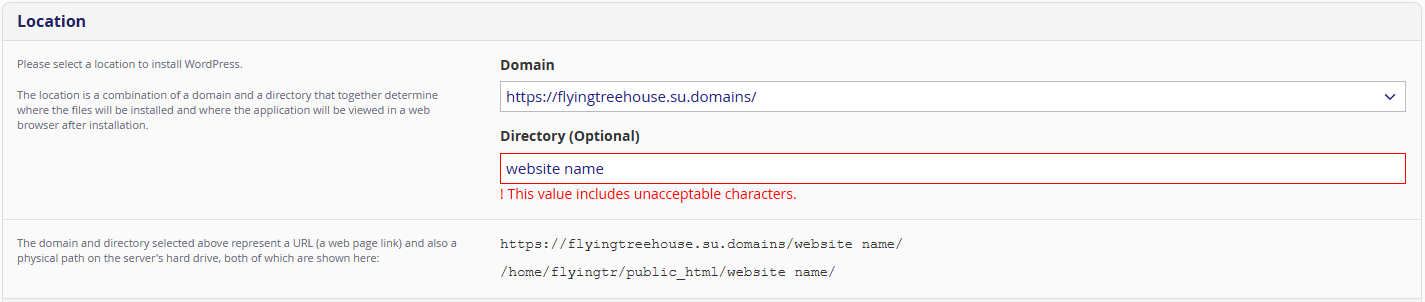 Location
Please select a location to install WordPress.
The location is a combination of a domain and a directory that together determine
where the files will be installed and where the application will be viewed in a web
browser after installation.
Domain
https://flyingtreehouse.su.domains/
Directory (Optional)
website name
! This value includes unacceptable characters.
The domain and directory selected above represent a URL (a web page link) and also a
physical path on the server's hard drive, both of which are shown here:
https://flyingtreehouse.su.domains/website name/
/home/flyingtr/public_html/website name/